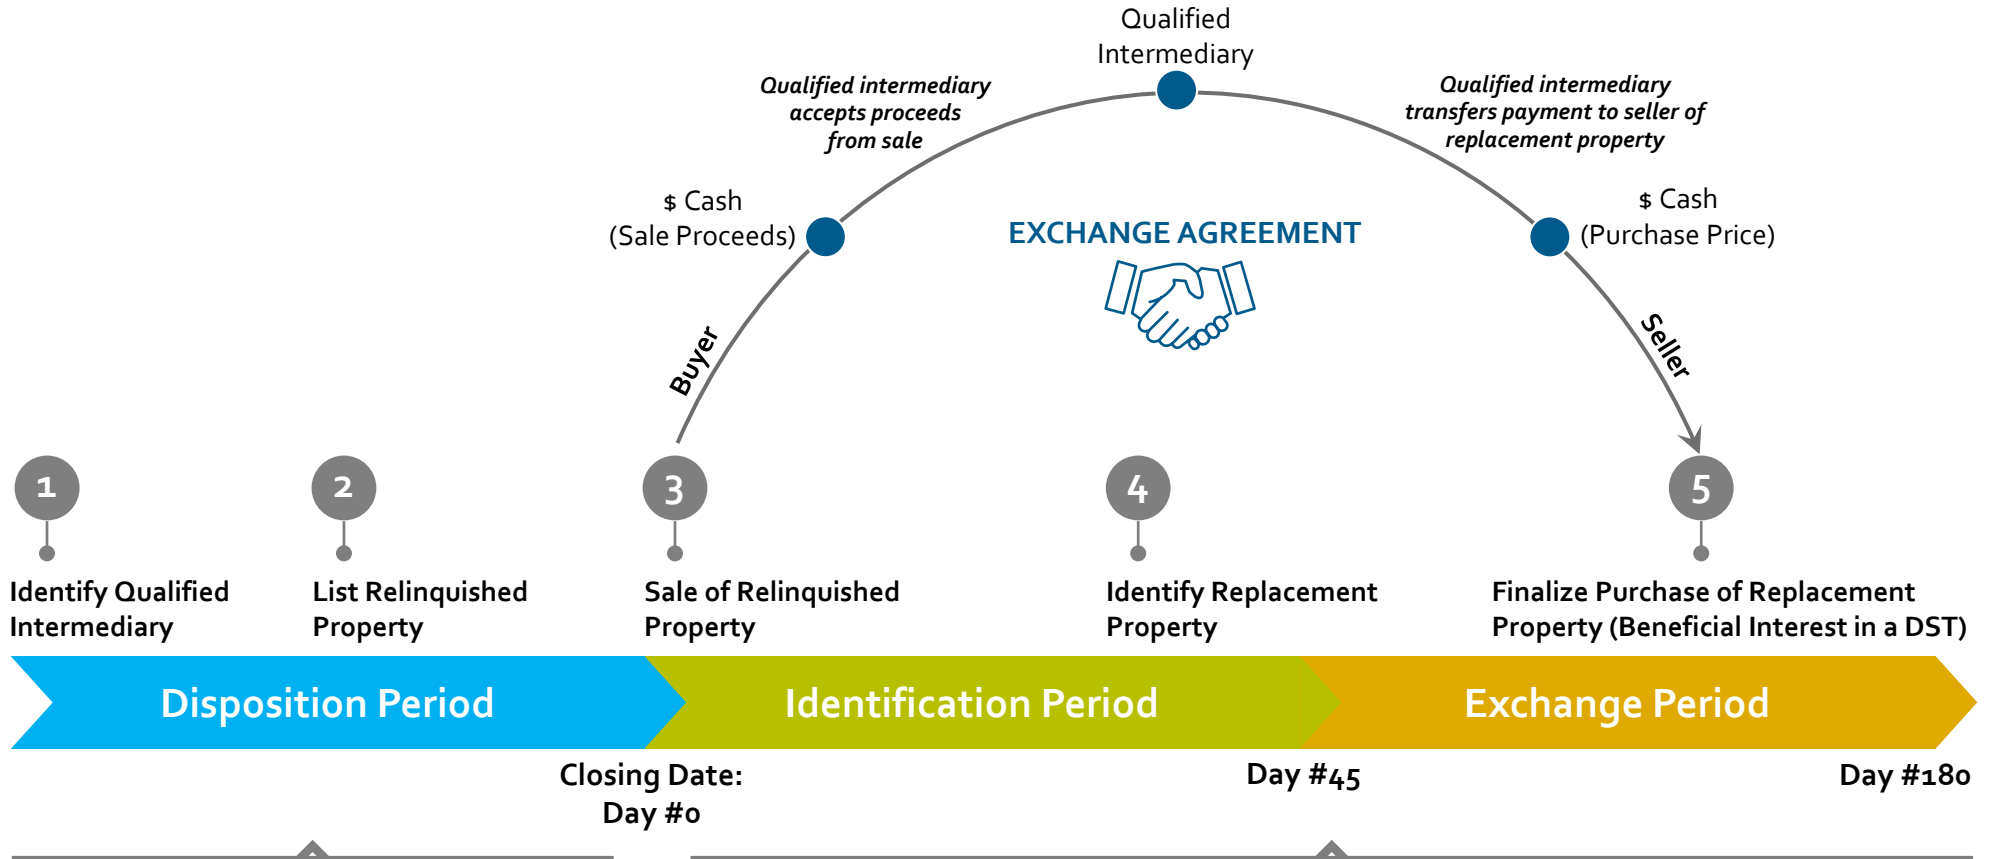 Qualified
Intermediary
Qualified intermediary
accepts proceeds
from sale
Qualified intermediary
transfers payment to seller of
replacement property
$ Cash
(Sale Proceeds)
EXCHANGE AGREEMENT
$ Cash
(Purchase Price)
Buyer
Seller
1
2
3
4
5
Identify Qualified
Intermediary
List Relinquished
Property
Sale of Relinquished
Property
Identify Replacement
Property
Finalize Purchase of Replacement
Property (Beneficial Interest in a DST)
Disposition Period
Identification Period
Exchange Period
Closing Date:
Day #0
Day #45
Day #180